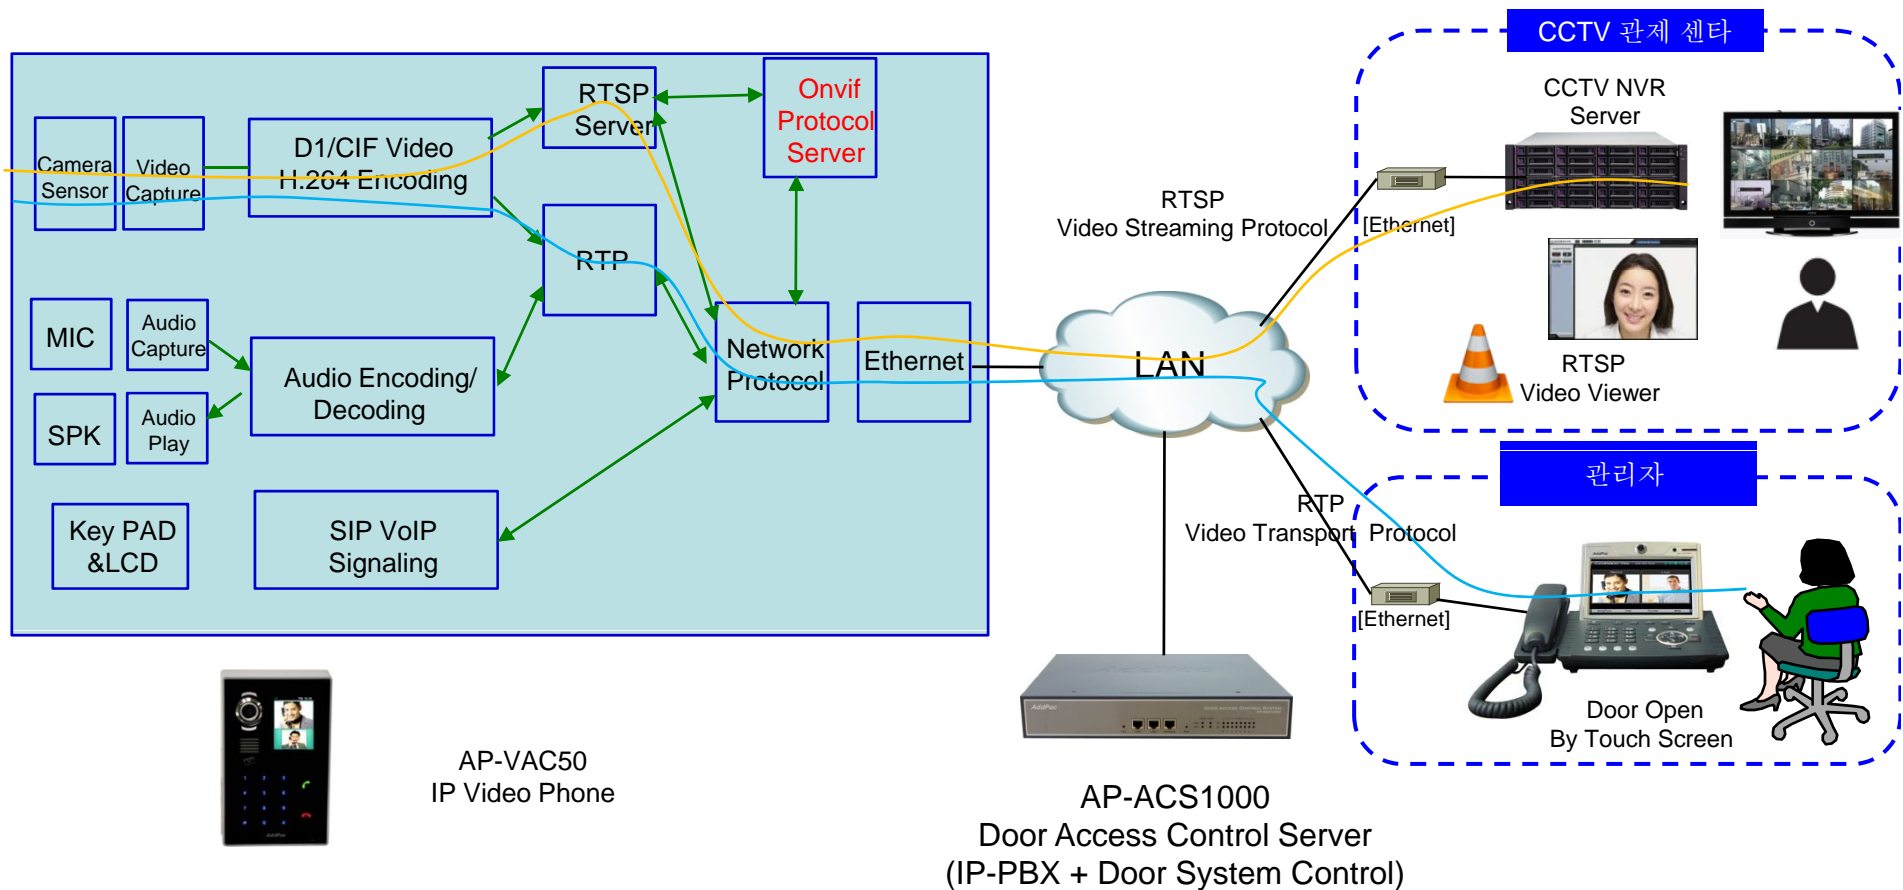 CCTV 관제 센타
CCTV NVR
Server
RTSP
Server
Onvif
Protocol
Server
Camera
Sensor
Video
Capture
D1/CIF Video
H.264 Encoding
RTSP
Video Streaming Protocol
[Ethernet]
RTP
MIC
Audio
Capture
Audio Encoding/
Decoding
Network
Protocol
Ethernet
LAN
RTSP
Video Viewer
SPK
Audio
Play
관리자
Key PAD
&LCD
SIP VoIP
Signaling
RTP
Video Transport Protocol
[Ethernet]
Door Open
By Touch Screen
AddPac
AddPac
AP-VAC50
IP Video Phone
AP-ACS1000
Door Access Control Server
(IP-PBX + Door System Control)